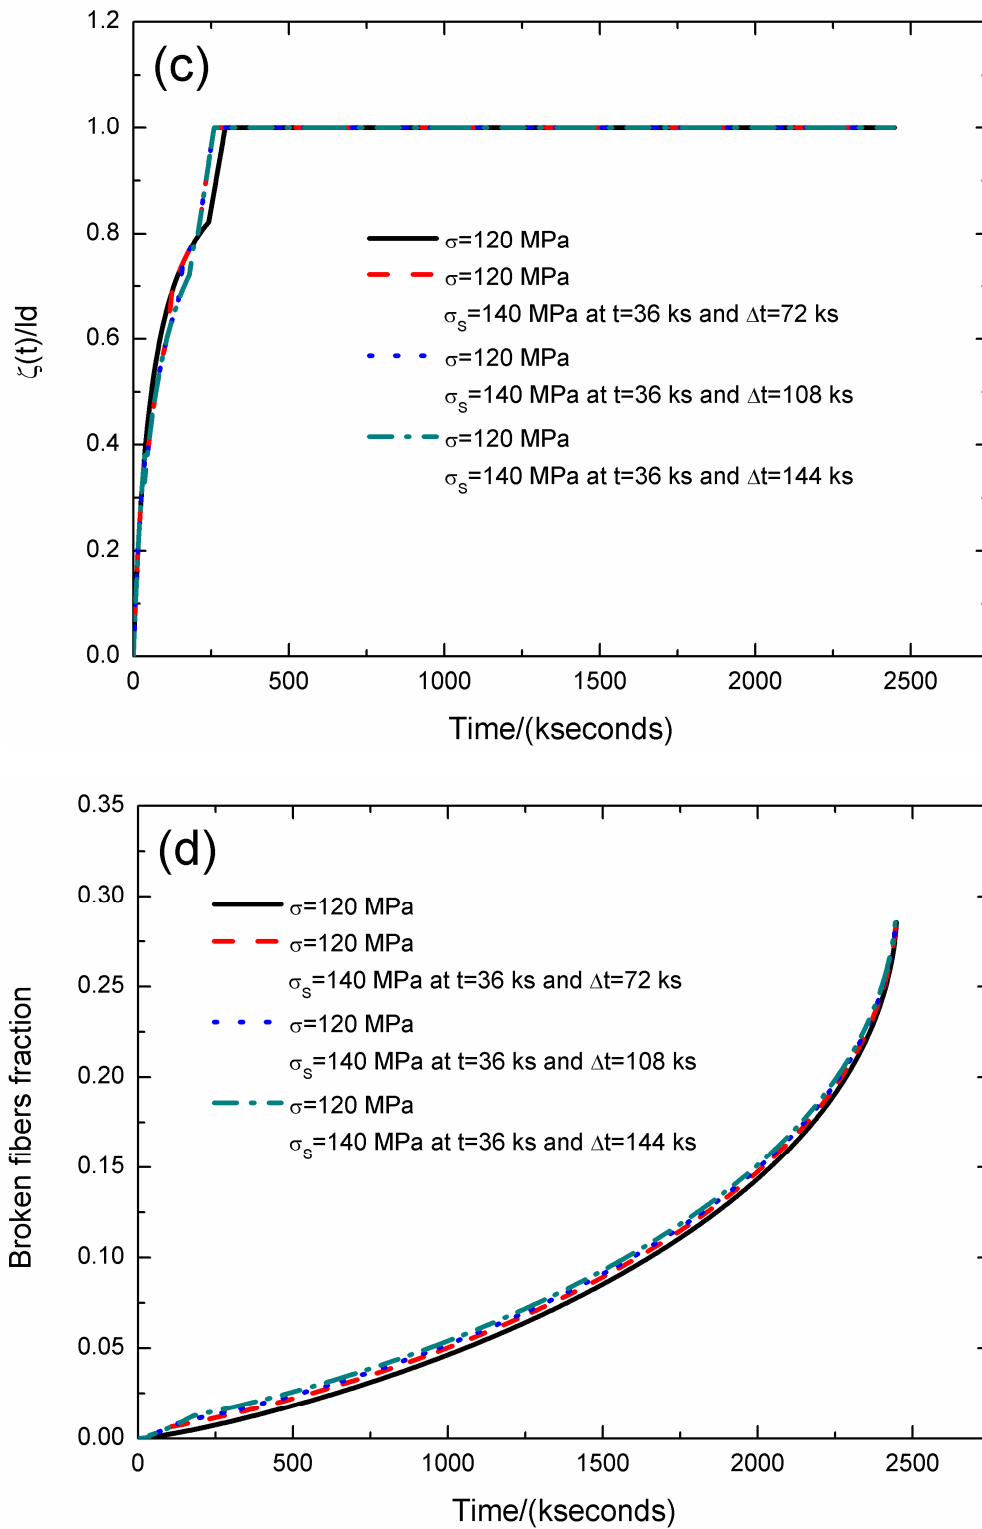 (c)
1.2
1.0
0.8
0.6
0.4
0.2
0.0
ζ(t)/ld
σ=120 MPa
σ=120 MPa
σS=140 MPa at t=36 ks and Δt=72 ks
σ=120 MPa
σS=140 MPa at t=36 ks and Δt=108 ks
σ=120 MPa
σS=140 MPa at t=36 ks and Δt=144 ks
0 500 1000 1500 2000 2500
Time/(kseconds)
(d)
0.35
0.30
0.25
0.20
0.15
0.10
0.05
0.00
Broken fibers fraction
σ=120 MPa
σ=120 MPa
σS=140 MPa at t=36 ks and Δt=72 ks
σ=120 MPa
σS=140 MPa at t=36 ks and Δt=108 ks
σ=120 MPa
σS=140 MPa at t=36 ks and Δt=144 ks
0 500 1000 1500 2000 2500
Time/(kseconds)